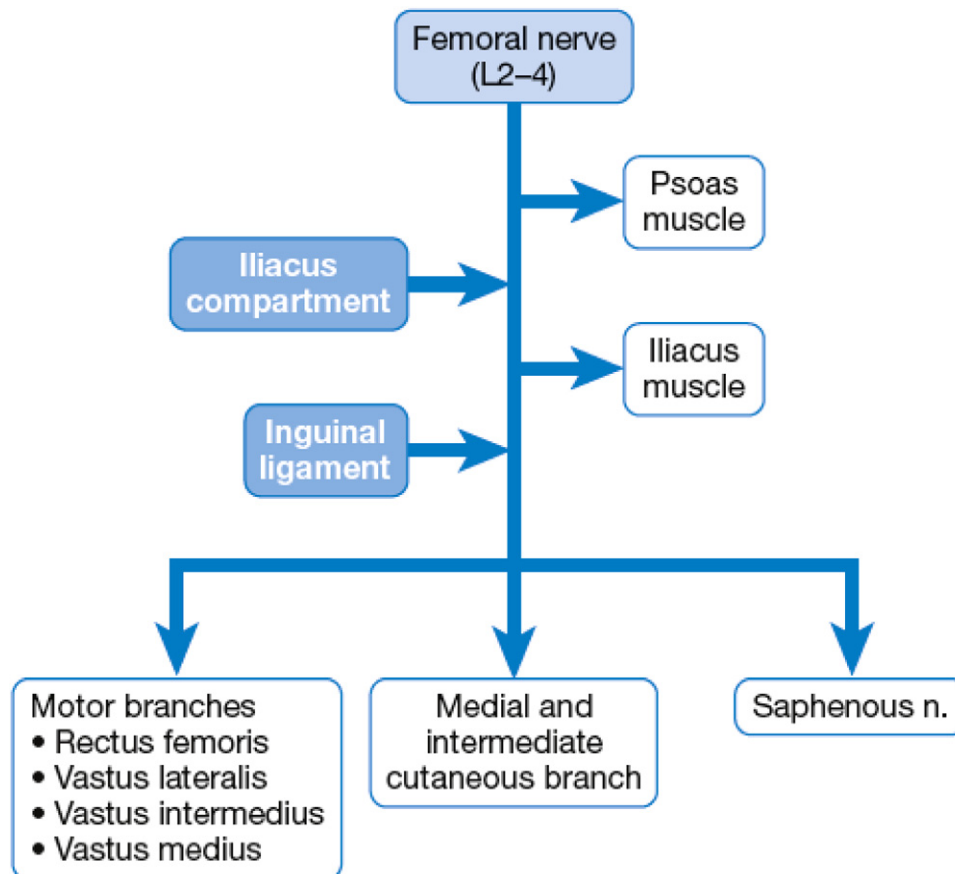 Femoral nerve
(L2–4)
Psoas
muscle
Iliacus
compartment
Iliacus
muscle
Inguinal
ligament
Motor branches
• Rectus femoris
• Vastus lateralis
• Vastus intermedius
• Vastus medius
Medial and
intermediate
cutaneous branch
Saphenous n.